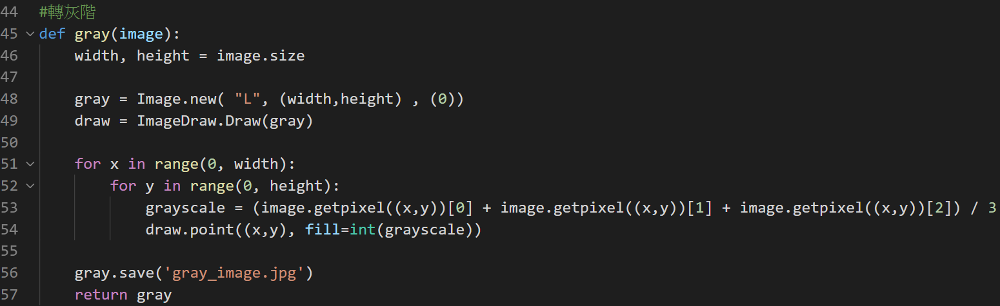 44 #轉灰階
45 def gray(image):
46     width, height = image.size
47
48     gray = Image.new( "L", (width,height) , (0))
49     draw = ImageDraw.Draw(gray)
50
51     for x in range(0, width):
52         for y in range(0, height):
53             grayscale = (image.getpixel((x,y))[0] + image.getpixel((x,y))[1] + image.getpixel((x,y))[2]) / 3
54             draw.point((x,y), fill=int(grayscale))
55
56     gray.save('gray_image.jpg')
57     return gray